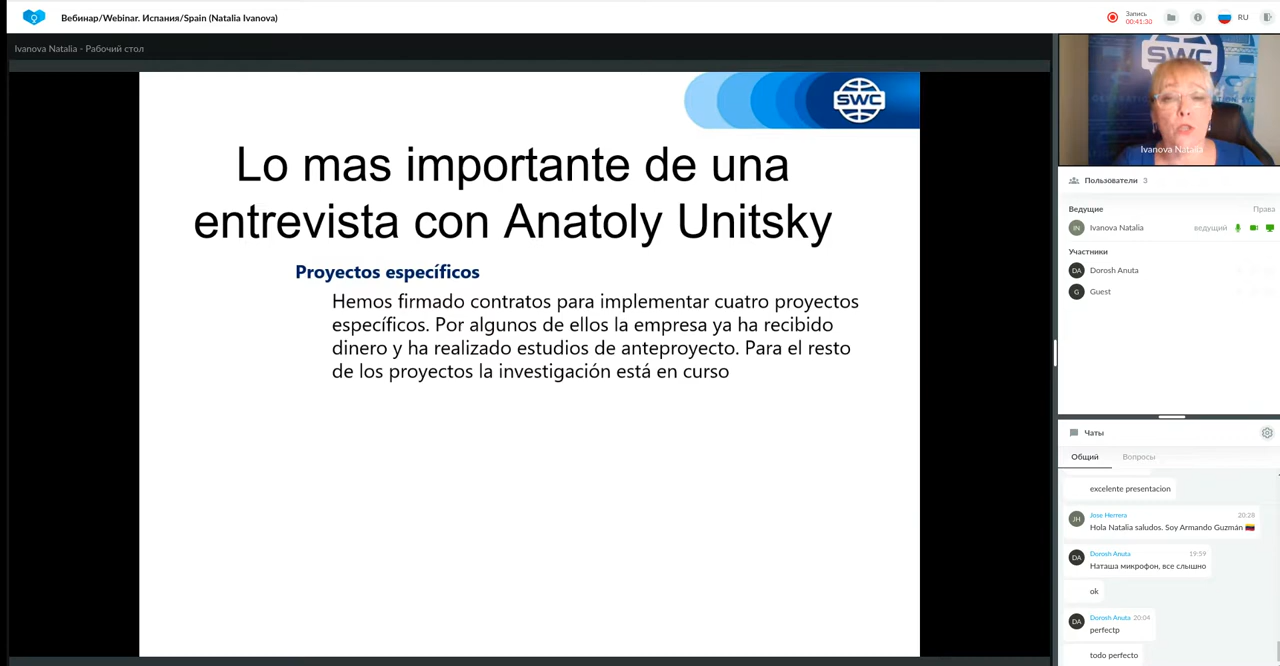 Вебинар/Webinar. Испания/Spain (Natalia Ivanova)
Запись
00:41:30
RU
Ivanova Natalia - Рабочий стол
SWC
Lo mas importante de una
entrevista con Anatoly Unitsky
Proyectos específicos
Hemos firmado contratos para implementar cuatro proyectos
específicos. Por algunos de ellos la empresa ya ha recibido
dinero y ha realizado estudios de anteproyecto. Para el resto
de los proyectos la investigación está en curso
SWC
Ivanova Natalia
Пользователи 3
Ведущие Права
IN Ivanova Natalia ведущий
Участники
DA Dorosh Anuta
G Guest
Чаты
Общий Вопросы
excelente presentacion
JH Jose Herrera 20:28
Hola Natalia saludos. Soy Armando Guzmán 🇻🇪
DA Dorosh Anuta 19:59
Наташа микрофон, все слышно
ok
DA Dorosh Anuta 20:04
perfectp
todo perfecto